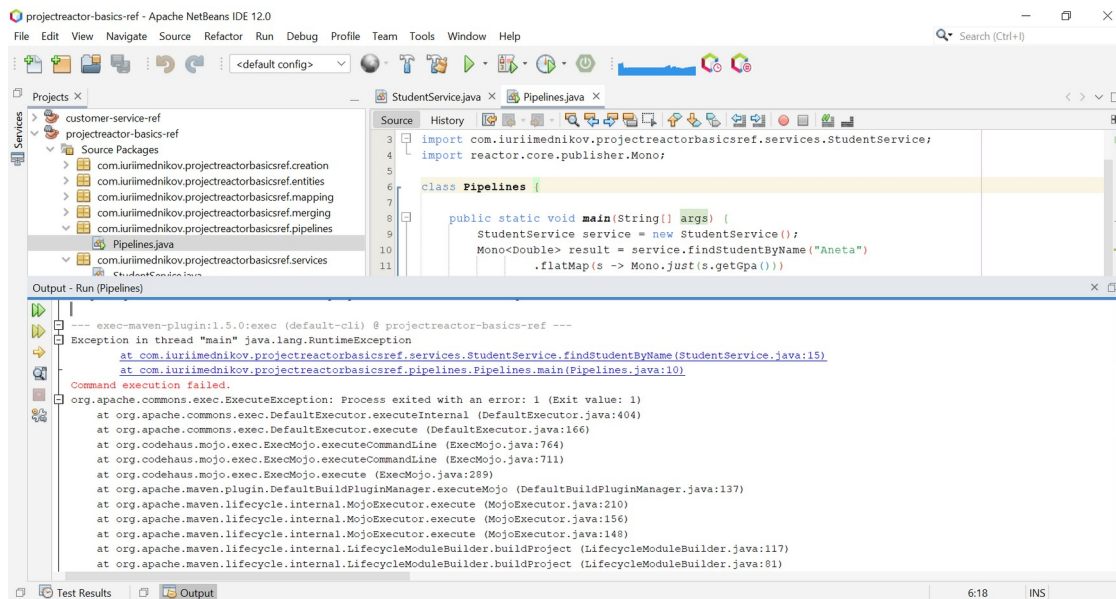 projectreactor-basics-ref - Apache NetBeans IDE 12.0
File Edit View Navigate Source Refactor Run Debug Profile Team Tools Window Help
Search (Ctrl+I)
<default config>
Services
Projects
customer-service-ref
projectreactor-basics-ref
Source Packages
com.iuriimednikov.projectreactorbasicsref.creation
com.iuriimednikov.projectreactorbasicsref.entities
com.iuriimednikov.projectreactorbasicsref.mapping
com.iuriimednikov.projectreactorbasicsref.merging
com.iuriimednikov.projectreactorbasicsref.pipelines
Pipelines.java
com.iuriimednikov.projectreactorbasicsref.services
StudentService.java
StudentService.java Pipelines.java
Source History
3 import com.iuriimednikov.projectreactorbasicsref.services.StudentService;
4 import reactor.core.publisher.Mono;
5
6 class Pipelines {
7
8 public static void main(String[] args) {
9 StudentService service = new StudentService();
10 Mono<Double> result = service.findStudentByName("Aneta")
11 .flatMap(s -> Mono.just(s.getGpa()))
Output - Run (Pipelines)
--- exec-maven-plugin:1.5.0:exec (default-cli) @ projectreactor-basics-ref ---
Exception in thread "main" java.lang.RuntimeException
at com.iuriimednikov.projectreactorbasicsref.services.StudentService.findStudentByName(StudentService.java:15)
at com.iuriimednikov.projectreactorbasicsref.pipelines.Pipelines.main(Pipelines.java:10)
Command execution failed.
org.apache.commons.exec.ExecuteException: Process exited with an error: 1 (Exit value: 1)
at org.apache.commons.exec.DefaultExecutor.executeInternal (DefaultExecutor.java:404)
at org.apache.commons.exec.DefaultExecutor.execute (DefaultExecutor.java:166)
at org.codehaus.mojo.exec.ExecMojo.executeCommandLine (ExecMojo.java:764)
at org.codehaus.mojo.exec.ExecMojo.executeCommandLine (ExecMojo.java:711)
at org.codehaus.mojo.exec.ExecMojo.execute (ExecMojo.java:289)
at org.apache.maven.plugin.DefaultBuildPluginManager.executeMojo (DefaultBuildPluginManager.java:137)
at org.apache.maven.lifecycle.internal.MojoExecutor.execute (MojoExecutor.java:210)
at org.apache.maven.lifecycle.internal.MojoExecutor.execute (MojoExecutor.java:156)
at org.apache.maven.lifecycle.internal.MojoExecutor.execute (MojoExecutor.java:148)
at org.apache.maven.lifecycle.internal.LifecycleModuleBuilder.buildProject (LifecycleModuleBuilder.java:117)
at org.apache.maven.lifecycle.internal.LifecycleModuleBuilder.buildProject (LifecycleModuleBuilder.java:81)
Test Results Output
6:18 INS